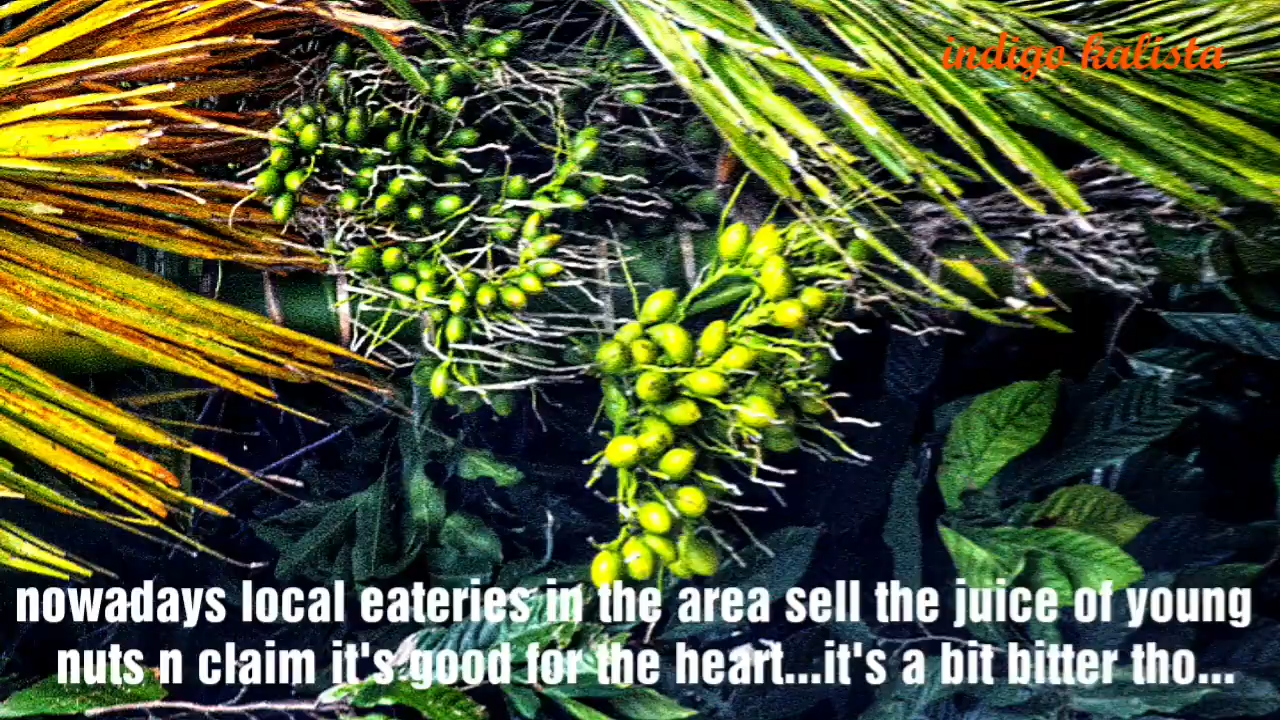 indigo kalista
nowadays local eateries in the area sell the juice of young
nuts n claim it's good for the heart...it's a bit bitter tho...